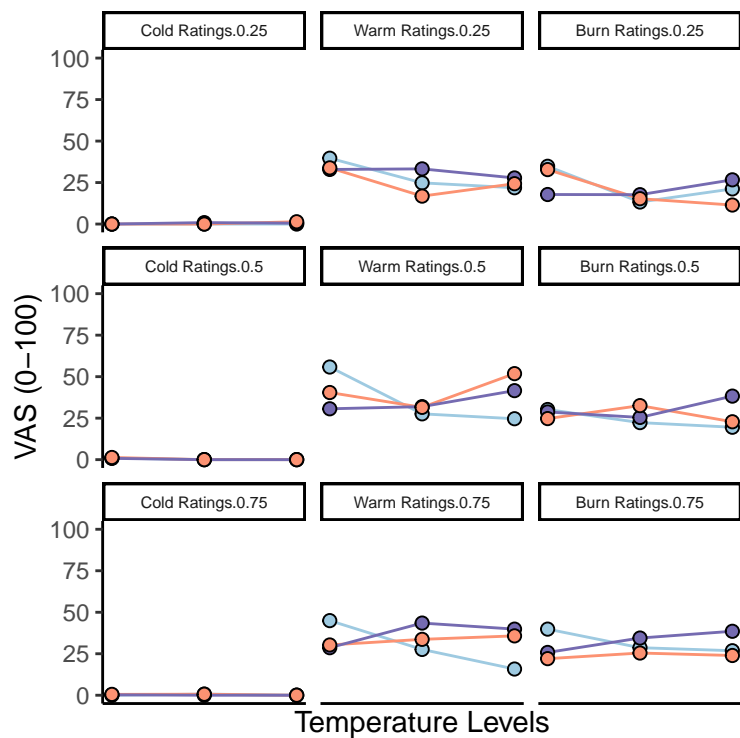 Cold Ratings.0.25
Warm Ratings.0.25
Burn Ratings.0.25
100
75
50
25
0
Cold Ratings.0.5
Warm Ratings.0.5
Burn Ratings.0.5
100
75
50
25
0
Cold Ratings.0.75
Warm Ratings.0.75
Burn Ratings.0.75
100
75
50
25
0
VAS (0−100)
Temperature Levels